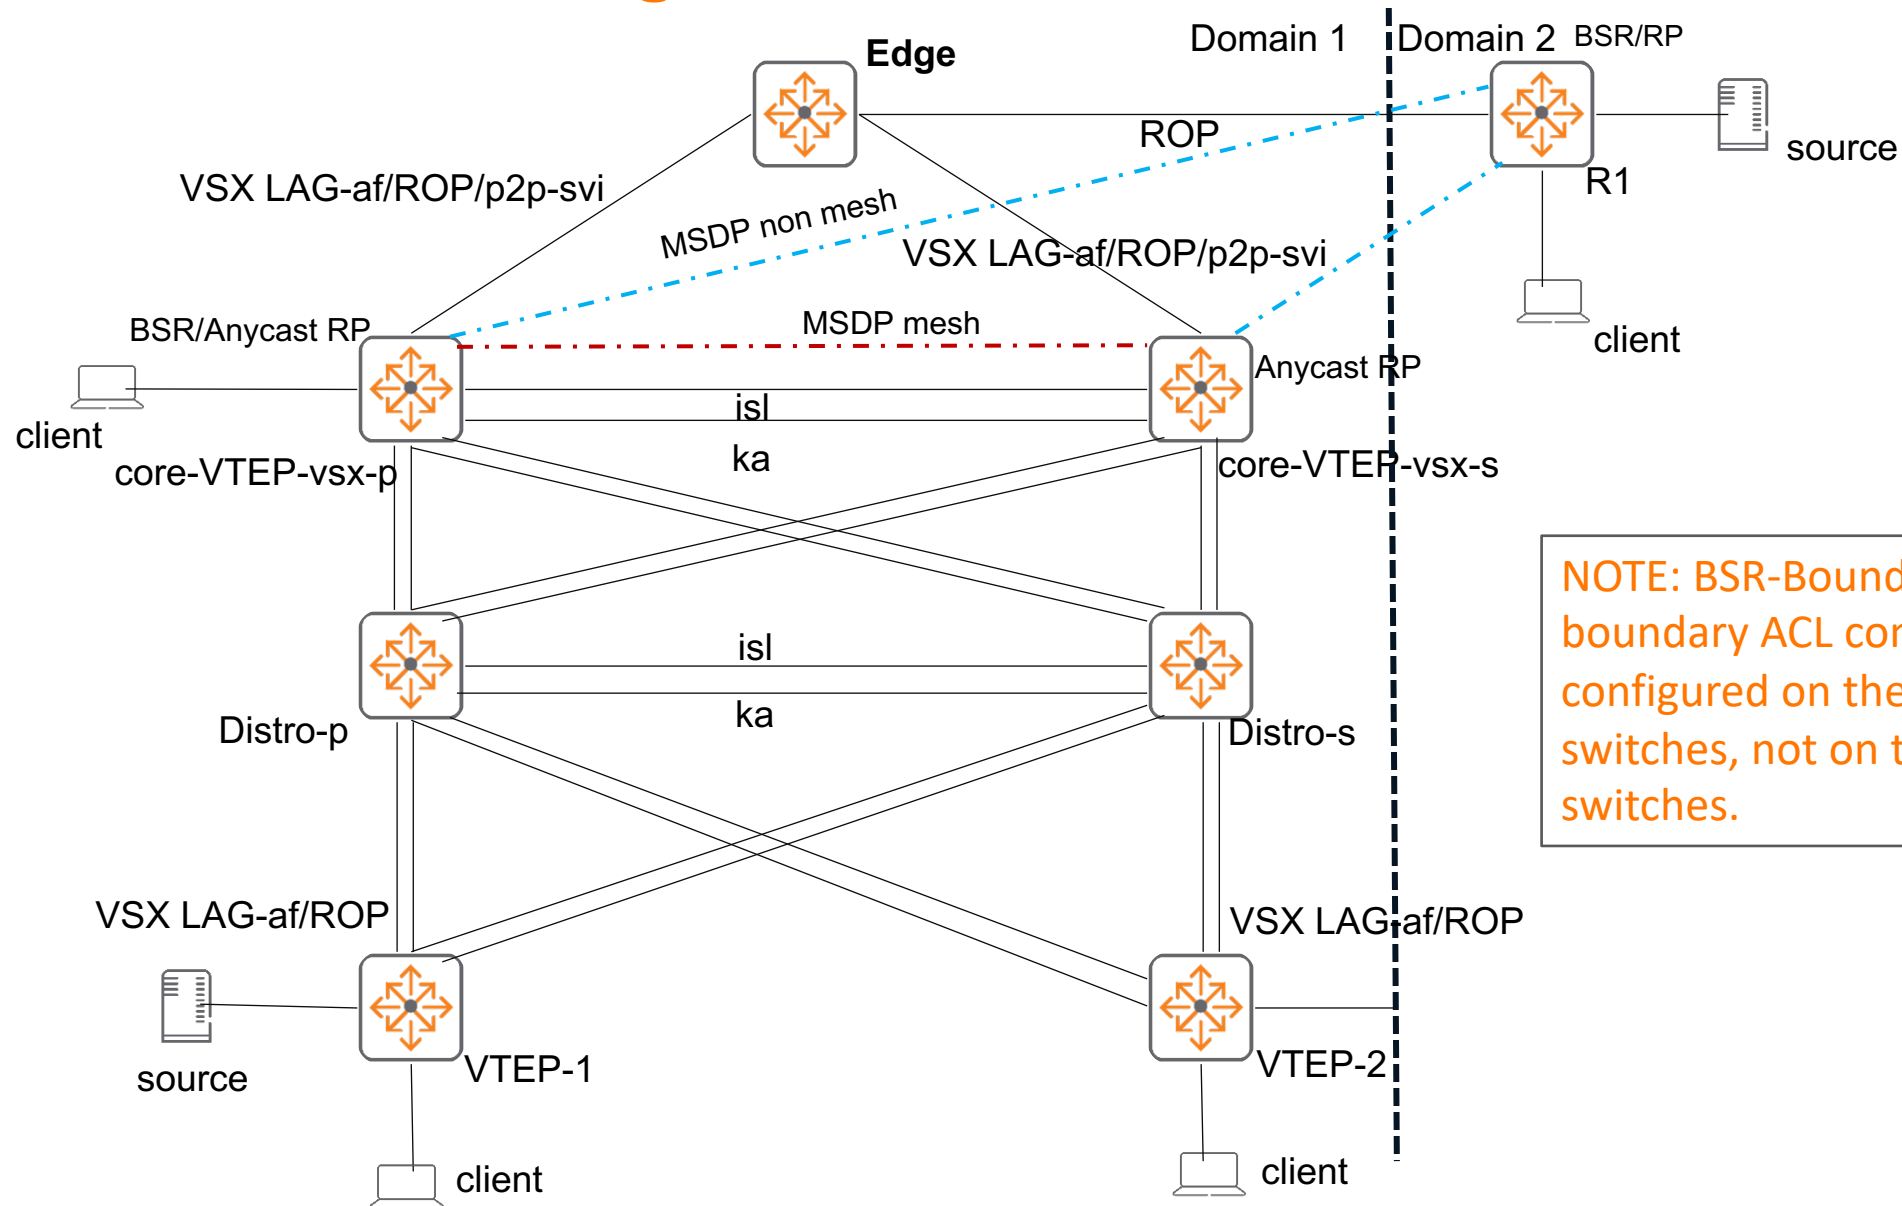 Edge
Domain 1
Domain 2
BSR/RP
ROP
source
R1
VSX LAG-af/ROP/p2p-svi
MSDP non mesh
VSX LAG-af/ROP/p2p-svi
BSR/Anycast RP
MSDP mesh
Anycast RP
client
client
isl
ka
core-VTEP-vsx-p
core-VTEP-vsx-s
NOTE: BSR-Bound
boundary ACL con
configured on the
switches, not on t
switches.
isl
ka
Distro-p
Distro-s
VSX LAG-af/ROP
VSX LAG-af/ROP
source
VTEP-1
VTEP-2
client
client